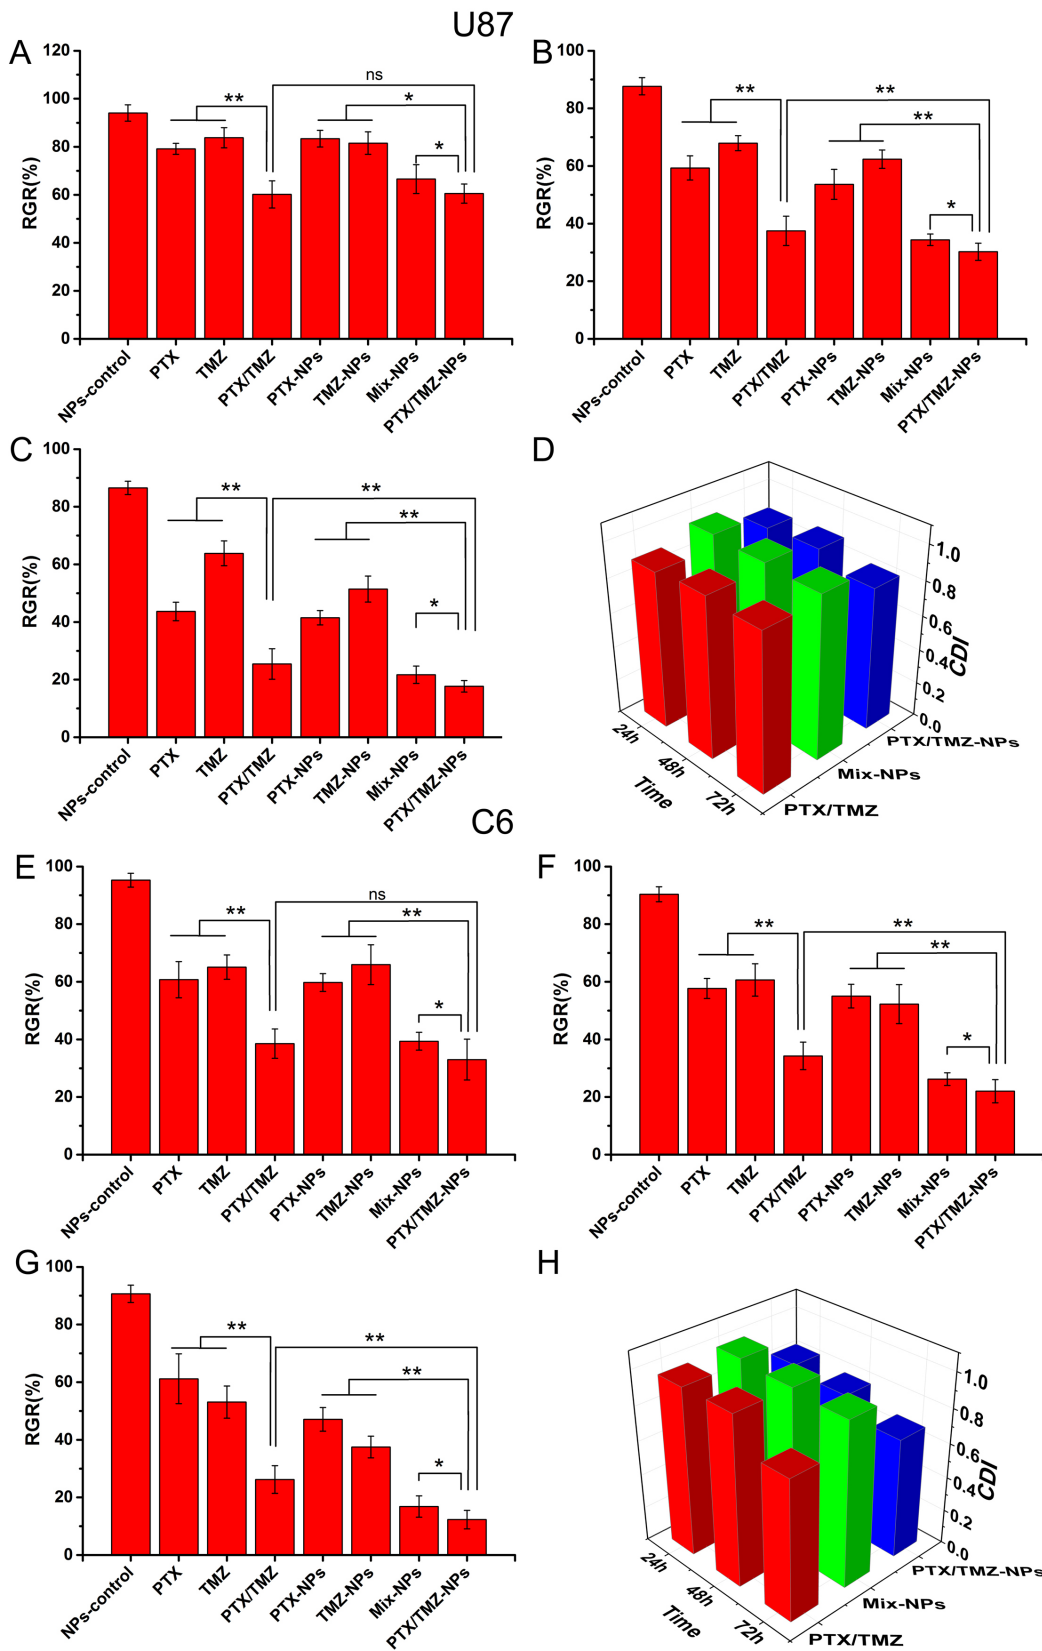 U87
A
RGR(%)
120
100
80
60
40
20
0
**
ns
*
*
NPs-control
PTX
TMZ
PTX/TMZ
PTX-NPs
TMZ-NPs
Mix-NPs
PTX/TMZ-NPs
B
RGR(%)
100
80
60
40
20
0
**
**
**
*
NPs-control
PTX
TMZ
PTX/TMZ
PTX-NPs
TMZ-NPs
Mix-NPs
PTX/TMZ-NPs
C
RGR(%)
100
80
60
40
20
0
**
**
**
*
NPs-control
PTX
TMZ
PTX/TMZ
PTX-NPs
TMZ-NPs
Mix-NPs
PTX/TMZ-NPs
D
1.0
0.8
0.6
0.4
0.2
0.0
CDI
24h
48h
72h
Time
PTX/TMZ-NPs
Mix-NPs
PTX/TMZ
C6
E
RGR(%)
100
80
60
40
20
0
**
ns
**
*
NPs-control
PTX
TMZ
PTX/TMZ
PTX-NPs
TMZ-NPs
Mix-NPs
PTX/TMZ-NPs
F
RGR(%)
100
80
60
40
20
0
**
**
**
*
NPs-control
PTX
TMZ
PTX/TMZ
PTX-NPs
TMZ-NPs
Mix-NPs
PTX/TMZ-NPs
G
RGR(%)
100
80
60
40
20
0
**
**
**
*
NPs-control
PTX
TMZ
PTX/TMZ
PTX-NPs
TMZ-NPs
Mix-NPs
PTX/TMZ-NPs
H
1.0
0.8
0.6
0.4
0.2
0.0
CDI
24h
48h
72h
Time
PTX/TMZ-NPs
Mix-NPs
PTX/TMZ